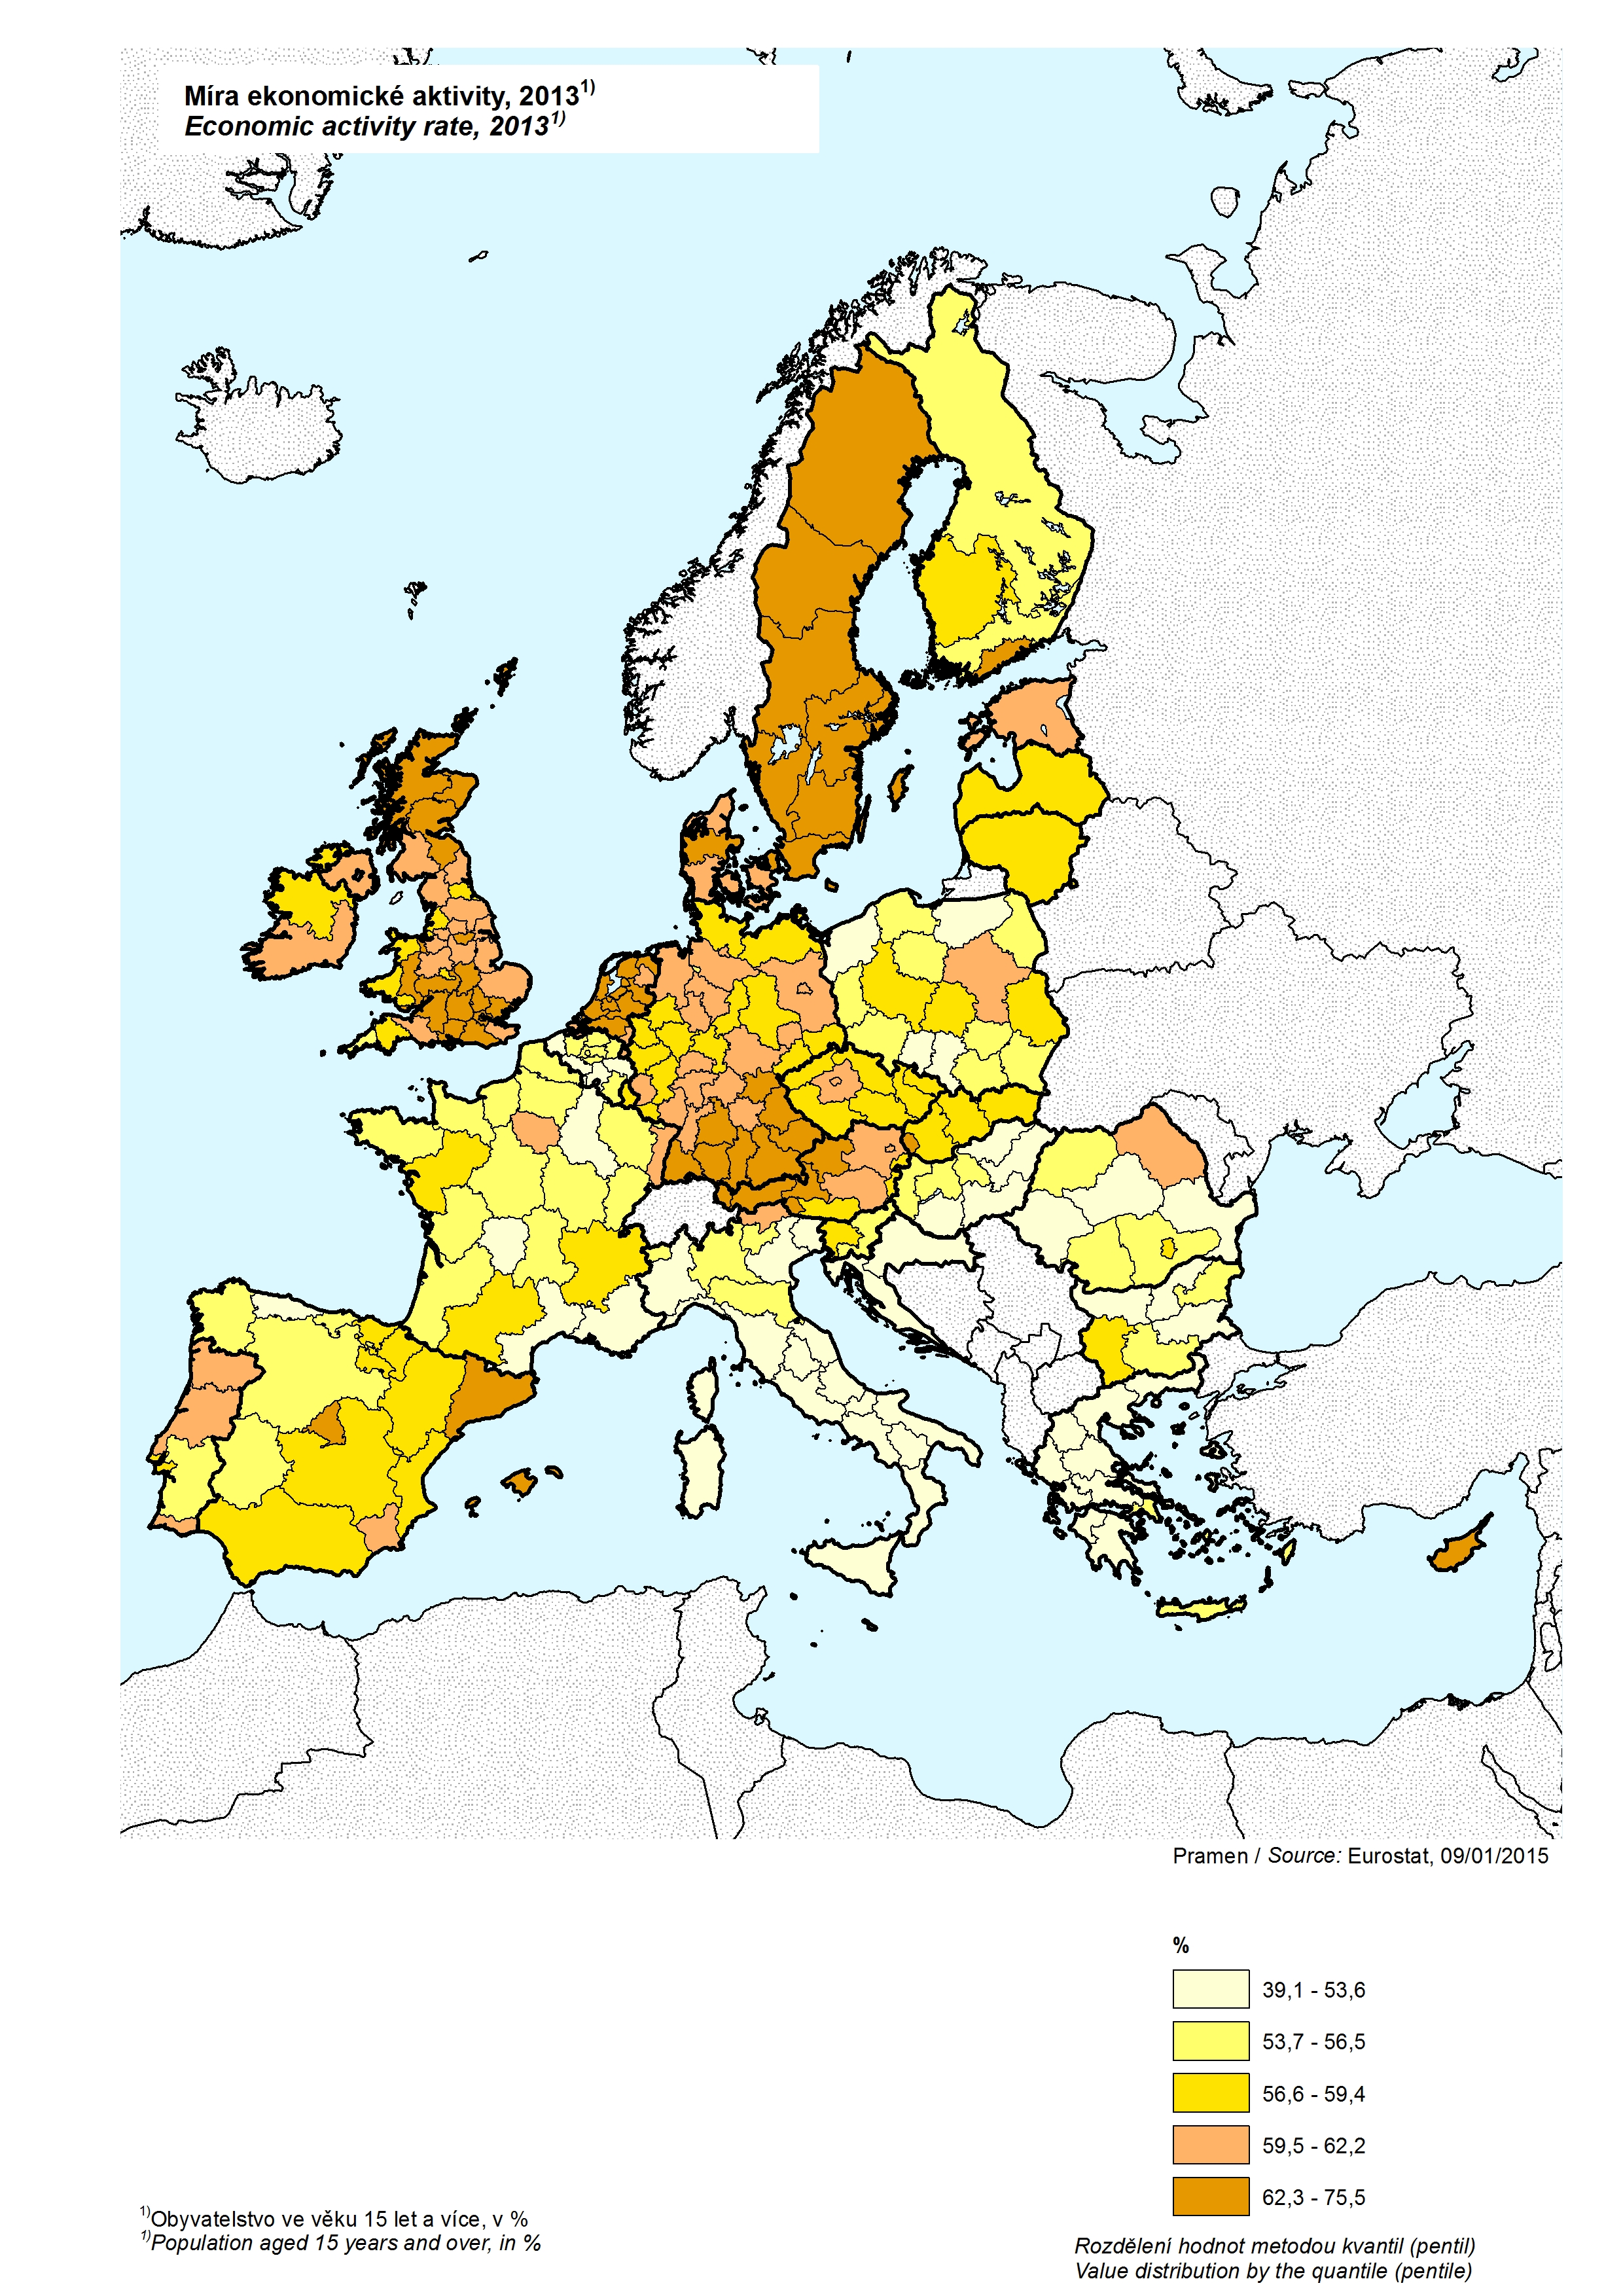 Míra ekonomické aktivity, 2013¹⁾
Economic activity rate, 2013¹⁾
Pramen / Source: Eurostat, 09/01/2015
%
39,1 - 53,6
53,7 - 56,5
56,6 - 59,4
59,5 - 62,2
62,3 - 75,5
¹⁾Obyvatelstvo ve věku 15 let a více, v %
¹⁾Population aged 15 years and over, in %
Rozdělení hodnot metodou kvantil (pentil)
Value distribution by the quantile (pentile)